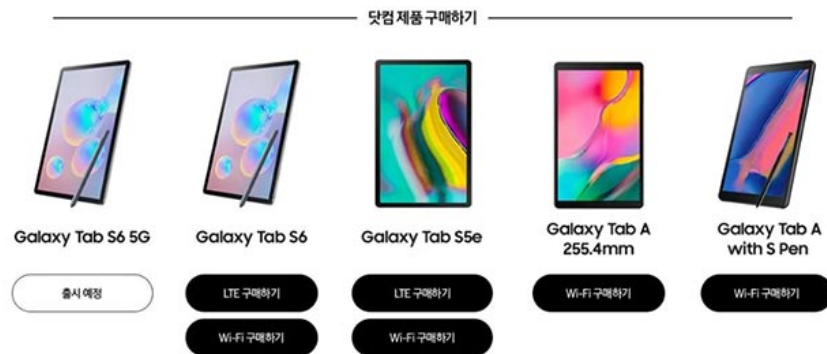 닷컴 제품 구매하기
Galaxy Tab S6 5G
Galaxy Tab S6
Galaxy Tab S5e
Galaxy Tab A
255.4mm
Galaxy Tab A
with S Pen
출시 예정
LTE 구매하기
LTE 구매하기
Wi-Fi 구매하기
Wi-Fi 구매하기
Wi-Fi 구매하기
Wi-Fi 구매하기